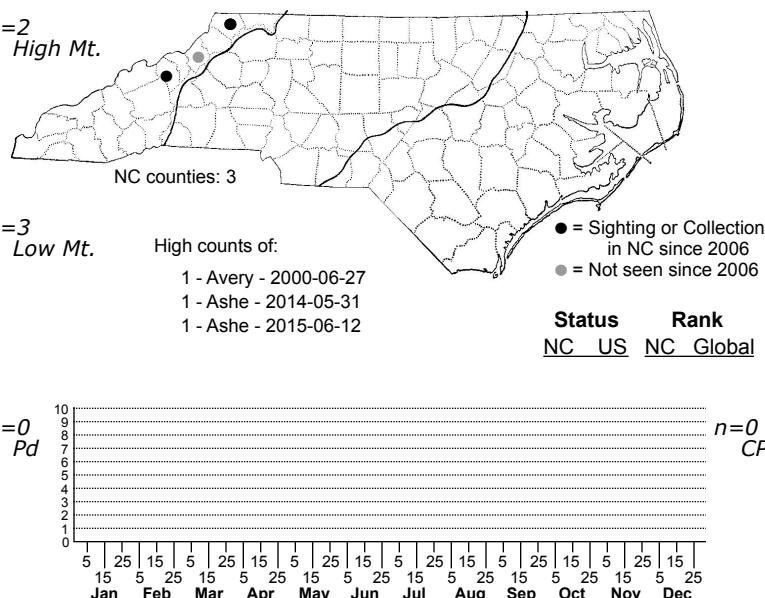 =2
High Mt.
NC counties: 3
=3
Low Mt.
High counts of:
1 - Avery - 2000-06-27
1 - Ashe - 2014-05-31
1 - Ashe - 2015-06-12
= Sighting or Collection
in NC since 2006
= Not seen since 2006
Status Rank
NC US NC Global
=0
Pd
10
9
8
7
6
5
4
3
2
1
0
n=0
CP
5 25 15 5 25 15 5 25 15 5 25 15 5 25 15 5 25 15
15 5 25 15 5 25 15 5 25 15 5 25 15 5 25 15 5 25
Jan Feb Mar Apr May Jun Jul Aug Sep Oct Nov Dec